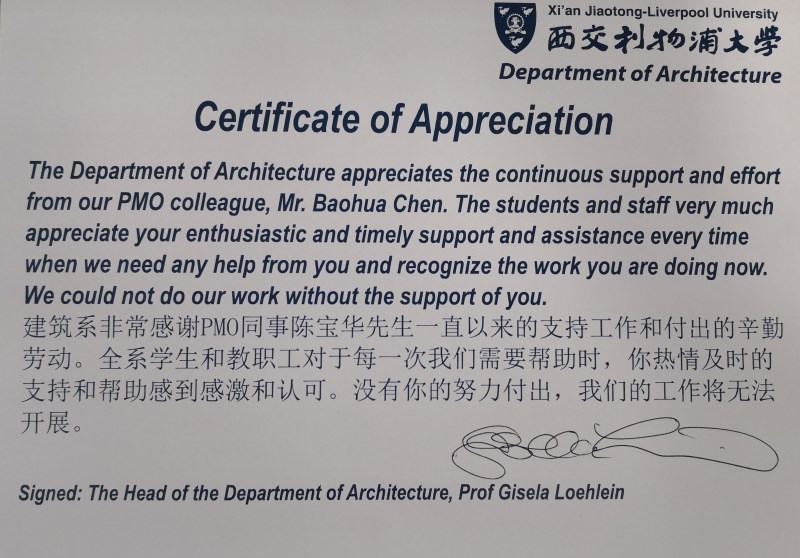 Xi'an Jiaotong-Liverpool University
西交利物浦大學
Department of Architecture
Certificate of Appreciation
The Department of Architecture appreciates the continuous support and effort
from our PMO colleague, Mr. Baohua Chen. The students and staff very much
appreciate your enthusiastic and timely support and assistance every time
when we need any help from you and recognize the work you are doing now.
We could not do our work without the support of you.
建筑系非常感谢PMO同事陈宝华先生一直以来的支持工作和付出的辛勤
劳动。全系学生和教职工对于每一次我们需要帮助时，你热情及时的
支持和帮助感到感激和认可。没有你的努力付出，我们的工作将无法
开展。
Signed: The Head of the Department of Architecture, Prof Gisela Loehlein